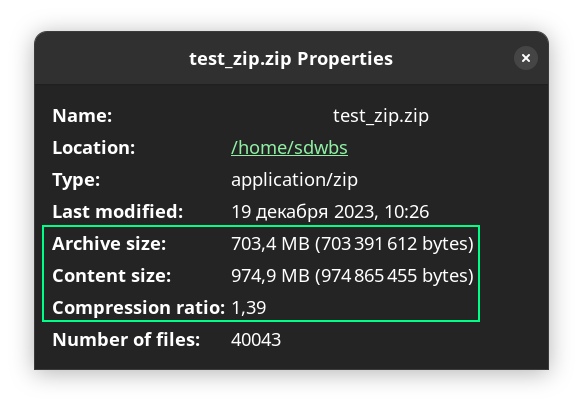 test_zip.zip Properties
Name: test_zip.zip
Location: /home/sdwbs
Type: application/zip
Last modified: 19 декабря 2023, 10:26
Archive size: 703,4 MB (703 391 612 bytes)
Content size: 974,9 MB (974 865 455 bytes)
Compression ratio: 1,39
Number of files: 40043